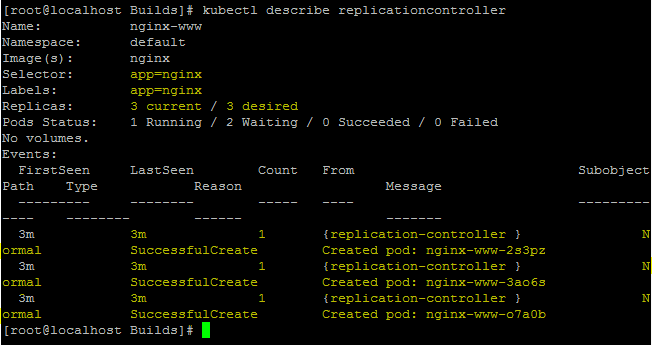 [root@localhost Builds]# kubectl describe replicationcontroller
Name:           nginx-www
Namespace:      default
Image(s):       nginx
Selector:       app=nginx
Labels:         app=nginx
Replicas:       3 current / 3 desired
Pods Status:    1 Running / 2 Waiting / 0 Succeeded / 0 Failed
No volumes.
Events:
  FirstSeen     LastSeen        Count   From                            Subobject
Path    Type            Reason                  Message
  ---------     --------        -----   ----                            ---------
----    --------        ------                  -------
  3m            3m              1       {replication-controller }               N
ormal           SuccessfulCreate        Created pod: nginx-www-2s3pz
  3m            3m              1       {replication-controller }               N
ormal           SuccessfulCreate        Created pod: nginx-www-3ao6s
  3m            3m              1       {replication-controller }               N
ormal           SuccessfulCreate        Created pod: nginx-www-o7a0b
[root@localhost Builds]#